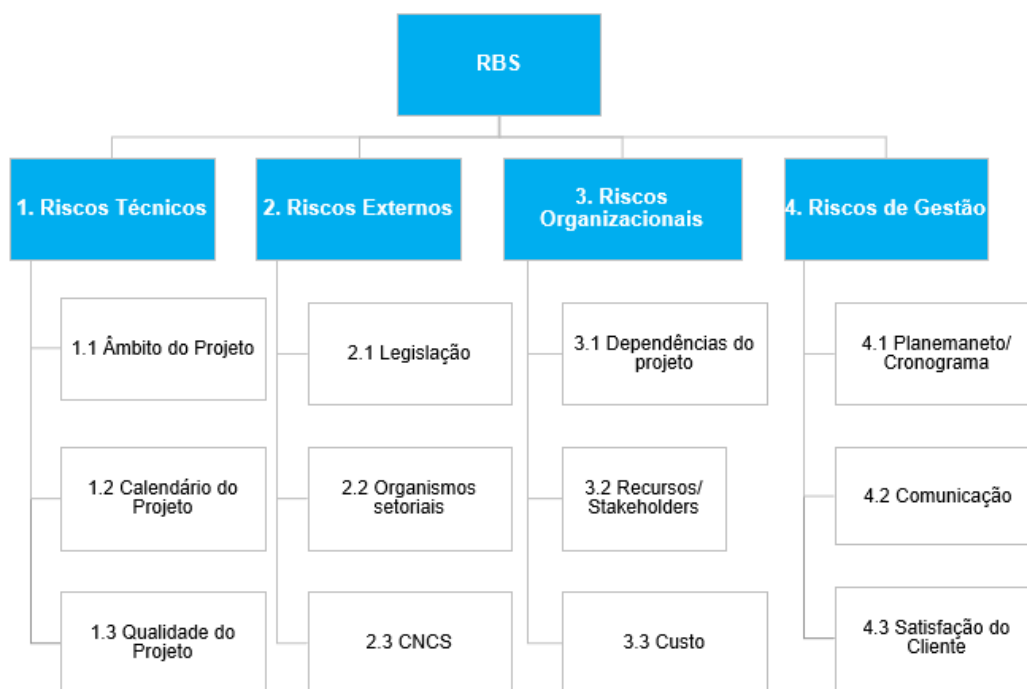 RBS
1. Riscos Técnicos
2. Riscos Externos
3. Riscos
Organizacionais
4. Riscos de Gestão
1.1 Âmbito do Projeto
1.2 Calendário do
Projeto
1.3 Qualidade do
Projeto
2.1 Legislação
2.2 Organismos
setoriais
2.3 CNCS
3.1 Dependências do
projeto
3.2 Recursos/
Stakeholders
3.3 Custo
4.1 Planemaneto/
Cronograma
4.2 Comunicação
4.3 Satisfação do
Cliente